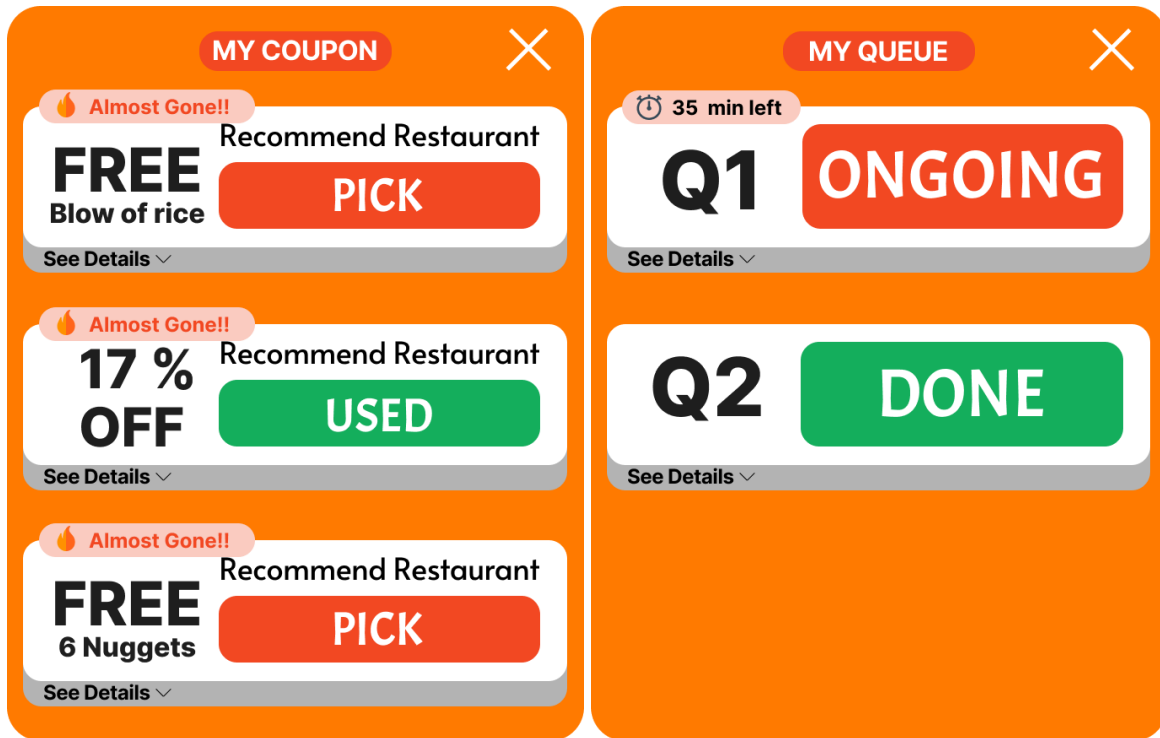 MY COUPON
Almost Gone!!
Recommend Restaurant
FREE
Blow of rice
PICK
See Details
Almost Gone!!
Recommend Restaurant
17 %
OFF
USED
See Details
Almost Gone!!
Recommend Restaurant
FREE
6 Nuggets
PICK
See Details
MY QUEUE
35 min left
Q1
ONGOING
See Details
Q2
DONE
See Details